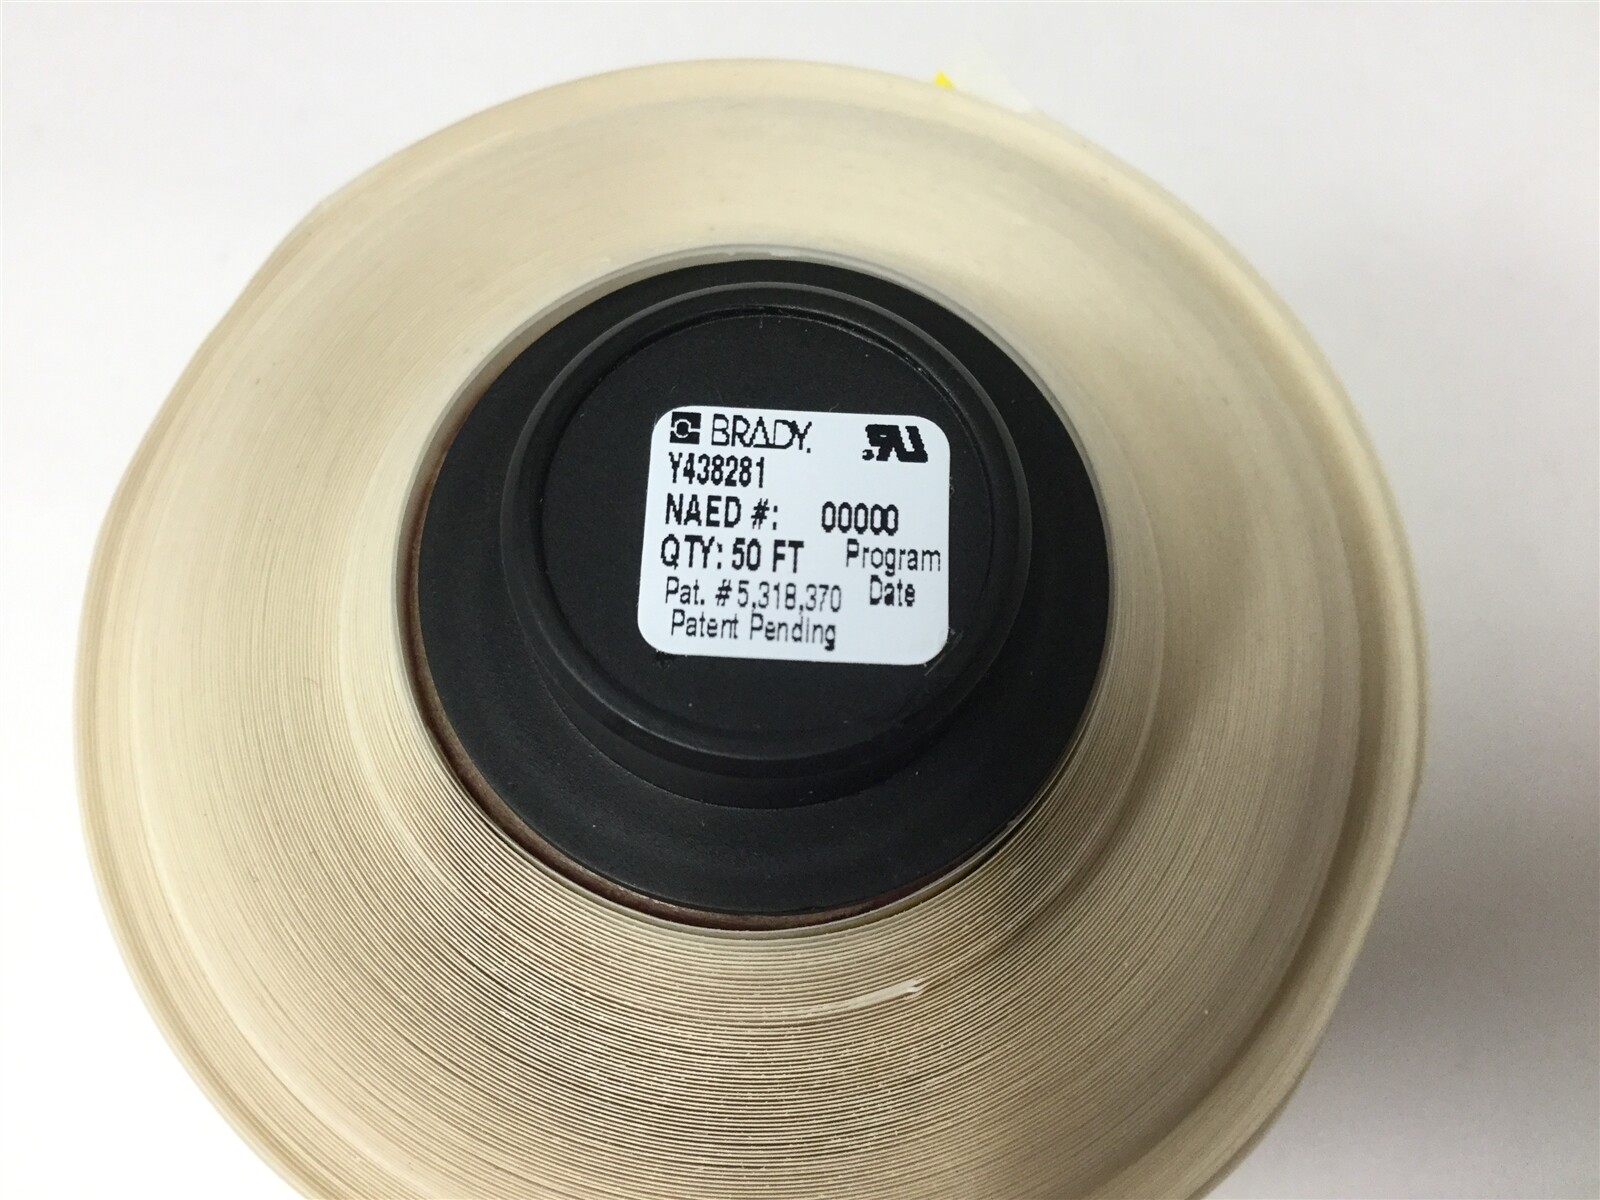 BRADY.
Y438281
NAED #: 00000
QTY: 50 FT Program
Pat. # 5,318,370 Date
Patent Pending